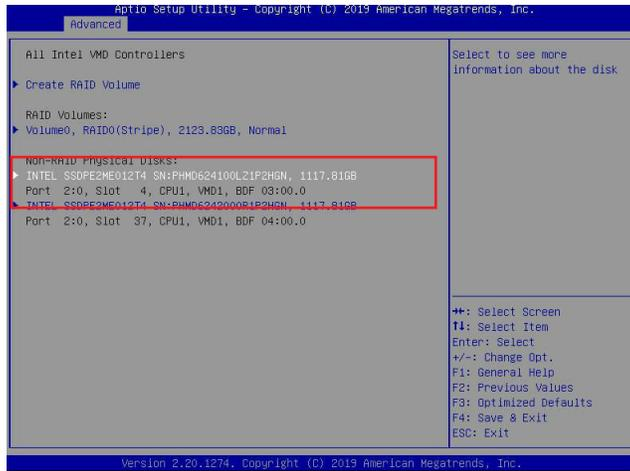 Aptio Setup Utility – Copyright (C) 2019 American Megatrends, Inc.
Advanced
All Intel VMD Controllers
Create RAID Volume
RAID Volumes:
Volume0, RAID0(Stripe), 2123.83GB, Normal
Non-RAID Physical Disks:
INTEL SSDPE2ME012T4 SN:PHMD624100LZ1P2HGN, 1117.81GB
Port 2:0, Slot 4, CPU1, VMD1, BDF 03:00.0
INTEL SSDPE2ME012T4 SN:PHMD6242000R1P2HGN, 1117.81GB
Port 2:0, Slot 37, CPU1, VMD1, BDF 04:00.0
Select to see more
information about the disk
→←: Select Screen
↑↓: Select Item
Enter: Select
+/-: Change Opt.
F1: General Help
F2: Previous Values
F3: Optimized Defaults
F4: Save & Exit
ESC: Exit
Version 2.20.1274. Copyright (C) 2019 American Megatrends, Inc.